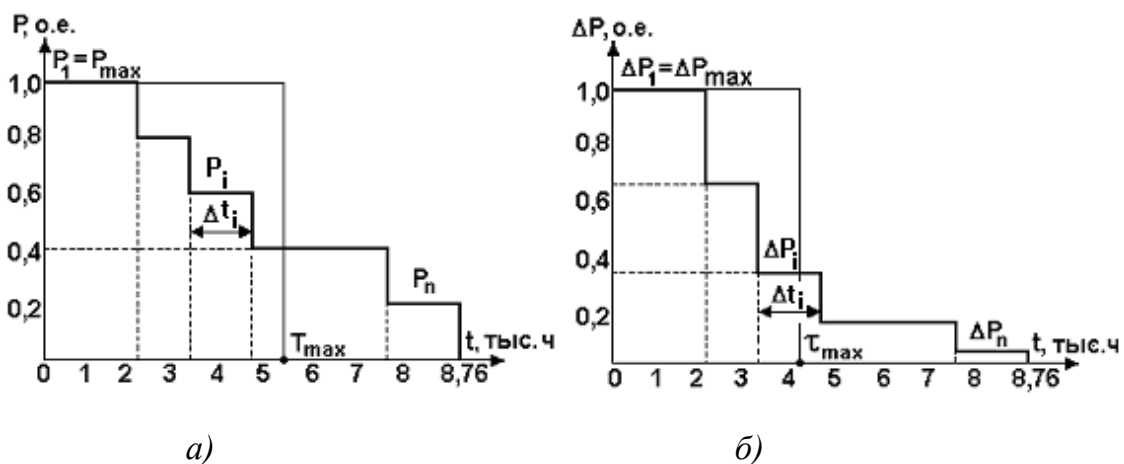 P, о.е.
P₁=Pmax
1,0
0,8
0,6
0,4
0,2
Pi
Δti
Pn
Tmax
t, тыс. ч
0 1 2 3 4 5 6 7 8 8,76
а)
ΔP, о.е.
ΔP₁=ΔPmax
1,0
0,8
0,6
0,4
0,2
ΔPi
Δti
ΔPn
τmax
t, тыс. ч
0 1 2 3 4 5 6 7 8 8,76
б)